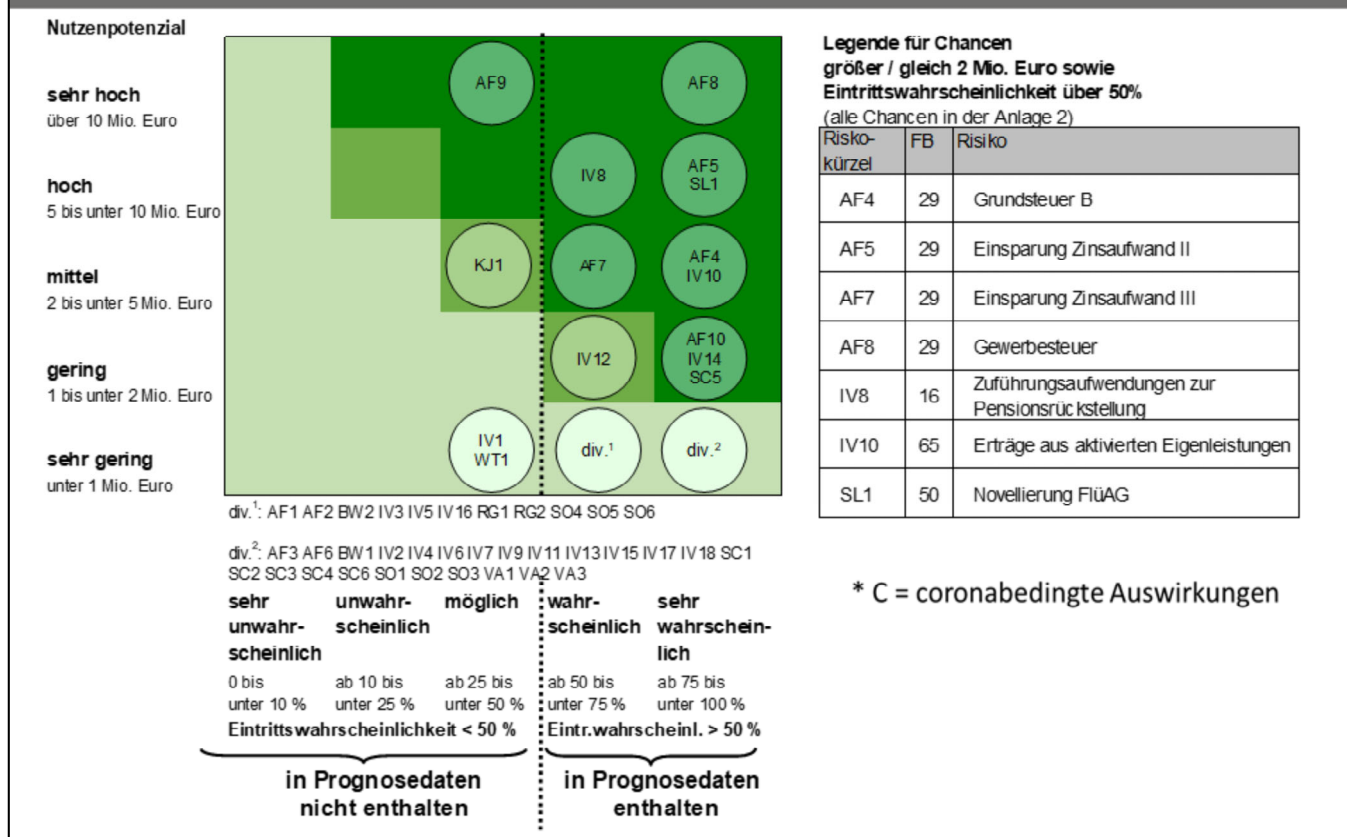 Nutzenpotenzial
sehr hoch
über 10 Mio. Euro
hoch
5 bis unter 10 Mio. Euro
mittel
2 bis unter 5 Mio. Euro
gering
1 bis unter 2 Mio. Euro
sehr gering
unter 1 Mio. Euro
AF9
AF8
IV8
AF5
SL1
KJ1
AF7
AF4
IV10
IV12
AF10
IV14
SC5
IV1
WT1
div.¹
div.²
div.¹: AF1 AF2 BW2 IV3 IV5 IV16 RG1 RG2 SO4 SO5 SO6
div.²: AF3 AF6 BW1 IV2 IV4 IV6 IV7 IV9 IV11 IV13 IV15 IV17 IV18 SC1
SC2 SC3 SC4 SC6 SO1 SO2 SO3 VA1 VA2 VA3
sehr
unwahr-
scheinlich
0 bis
unter 10 %
unwahr-
scheinlich
ab 10 bis
unter 25 %
möglich
ab 25 bis
unter 50 %
wahr-
scheinlich
ab 50 bis
unter 75 %
sehr
wahrschein-
lich
ab 75 bis
unter 100 %
Eintrittswahrscheinlichkeit < 50 %
Eintr.wahrscheinl. > 50 %
in Prognosedaten
nicht enthalten
in Prognosedaten
enthalten
Legende für Chancen
größer / gleich 2 Mio. Euro sowie
Eintrittswahrscheinlichkeit über 50%
(alle Chancen in der Anlage 2)
Risko-
kürzel
FB
Risiko
AF4 29 Grundsteuer B
AF5 29 Einsparung Zinsaufwand II
AF7 29 Einsparung Zinsaufwand III
AF8 29 Gewerbesteuer
IV8 16 Zuführungsaufwendungen zur
Pensionsrückstellung
IV10 65 Erträge aus aktivierten Eigenleistungen
SL1 50 Novellierung FlüAG
* C = coronabedingte Auswirkungen